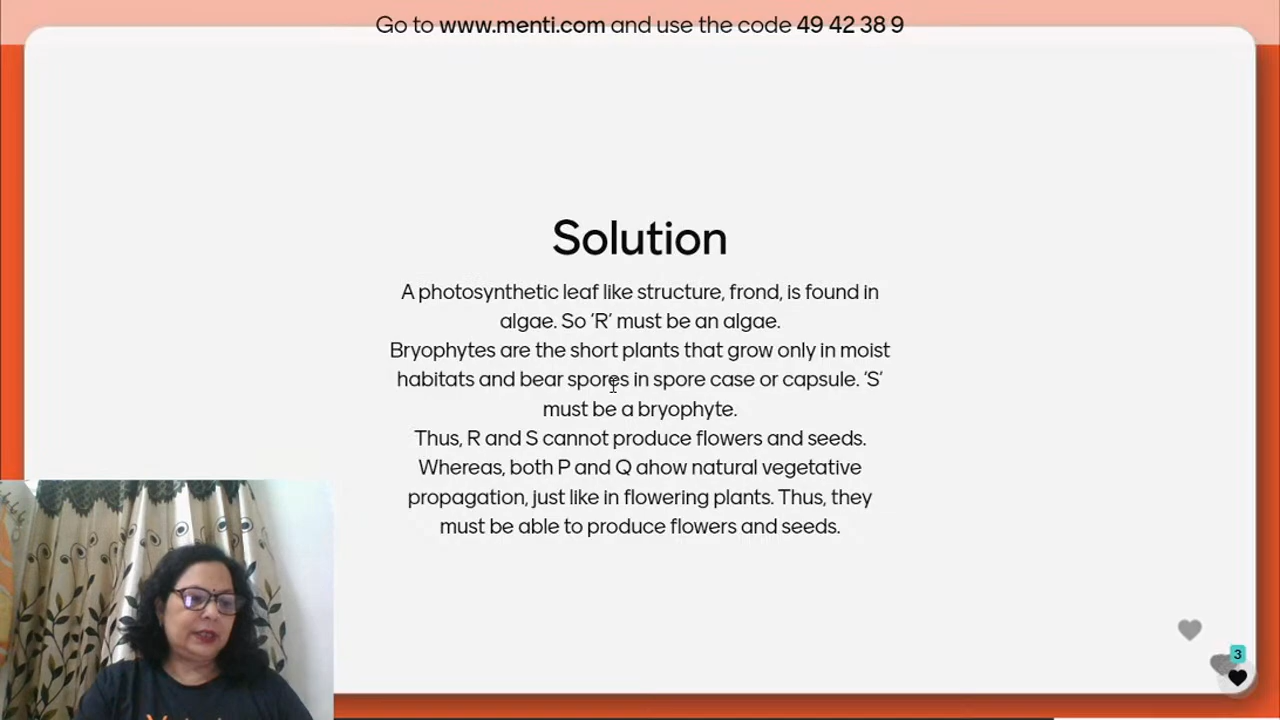 Go to www.menti.com and use the code 49 42 38 9
Solution
A photosynthetic leaf like structure, frond, is found in
algae. So 'R' must be an algae.
Bryophytes are the short plants that grow only in moist
habitats and bear spores in spore case or capsule. 'S'
must be a bryophyte.
Thus, R and S cannot produce flowers and seeds.
Whereas, both P and Q ahow natural vegetative
propagation, just like in flowering plants. Thus, they
must be able to produce flowers and seeds.
3